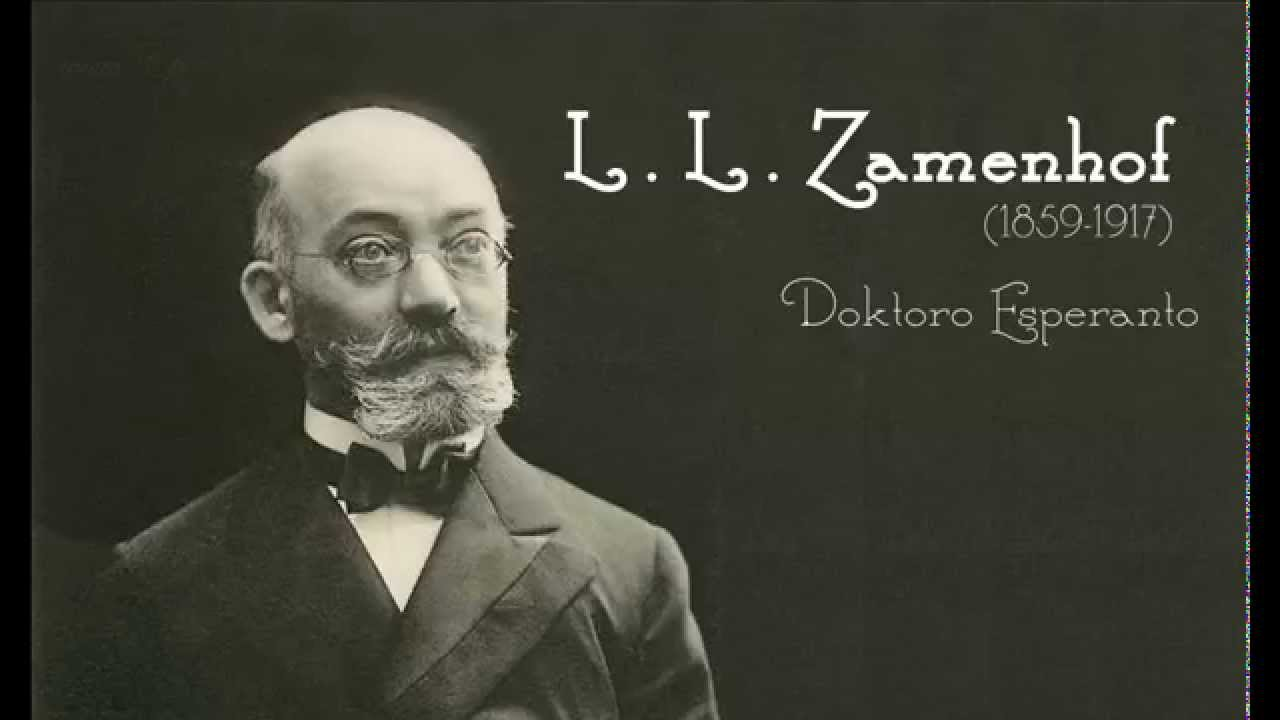 L. L. Zamenhof
(1859-1917)
Doktoro Esperanto